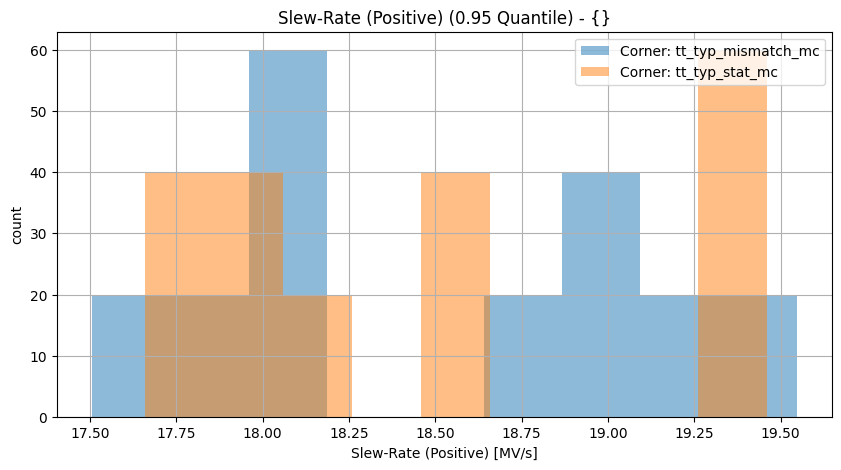 Slew-Rate (Positive) (0.95 Quantile) - {}
Corner: tt_typ_mismatch_mc
Corner: tt_typ_stat_mc
count
60
50
40
30
20
10
0
17.50 17.75 18.00 18.25 18.50 18.75 19.00 19.25 19.50
Slew-Rate (Positive) [MV/s]